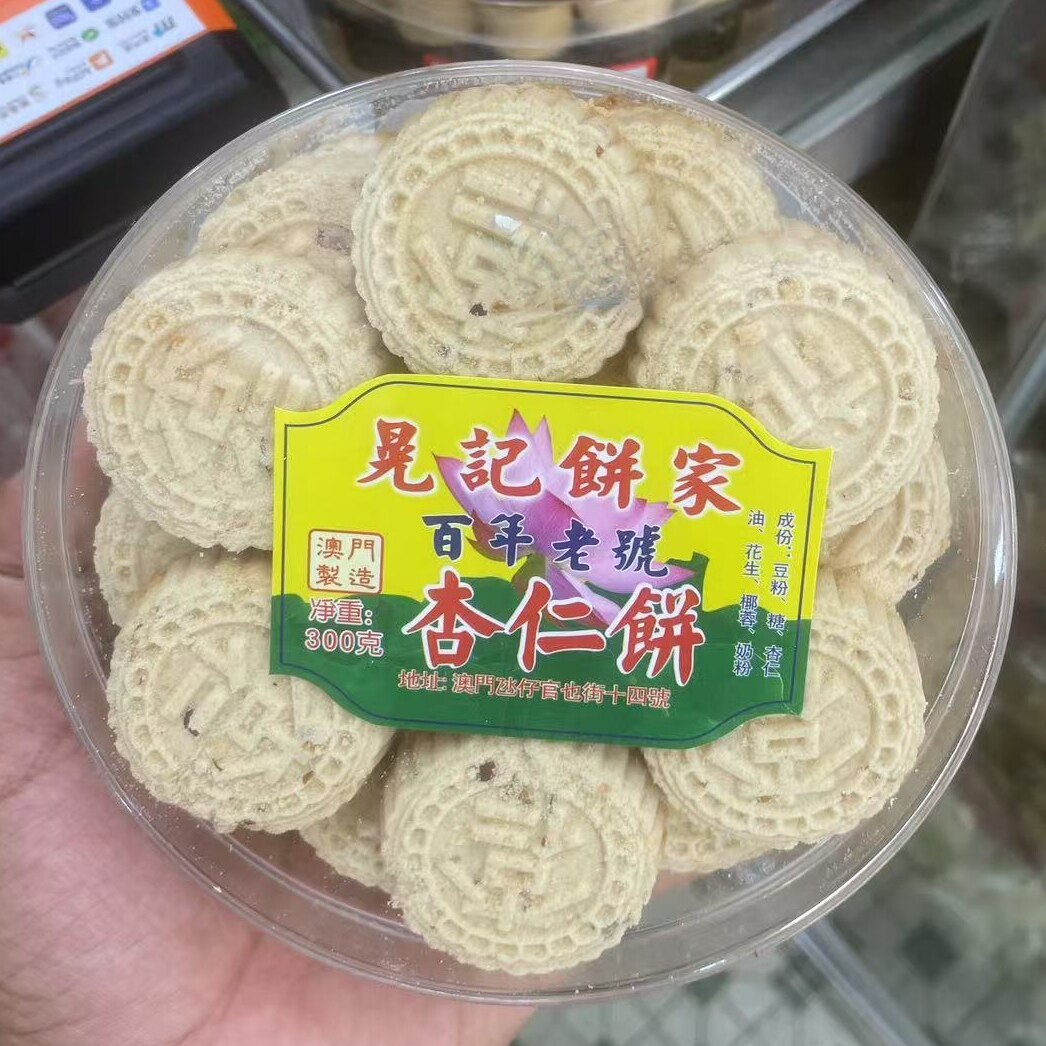 晃記餅家
百年老號
杏仁餅
澳門
製造
淨重:
300克
成份：豆粉、糖、杏仁
油、花生、椰蓉、奶粉
地址: 澳門氹仔官也街十四號